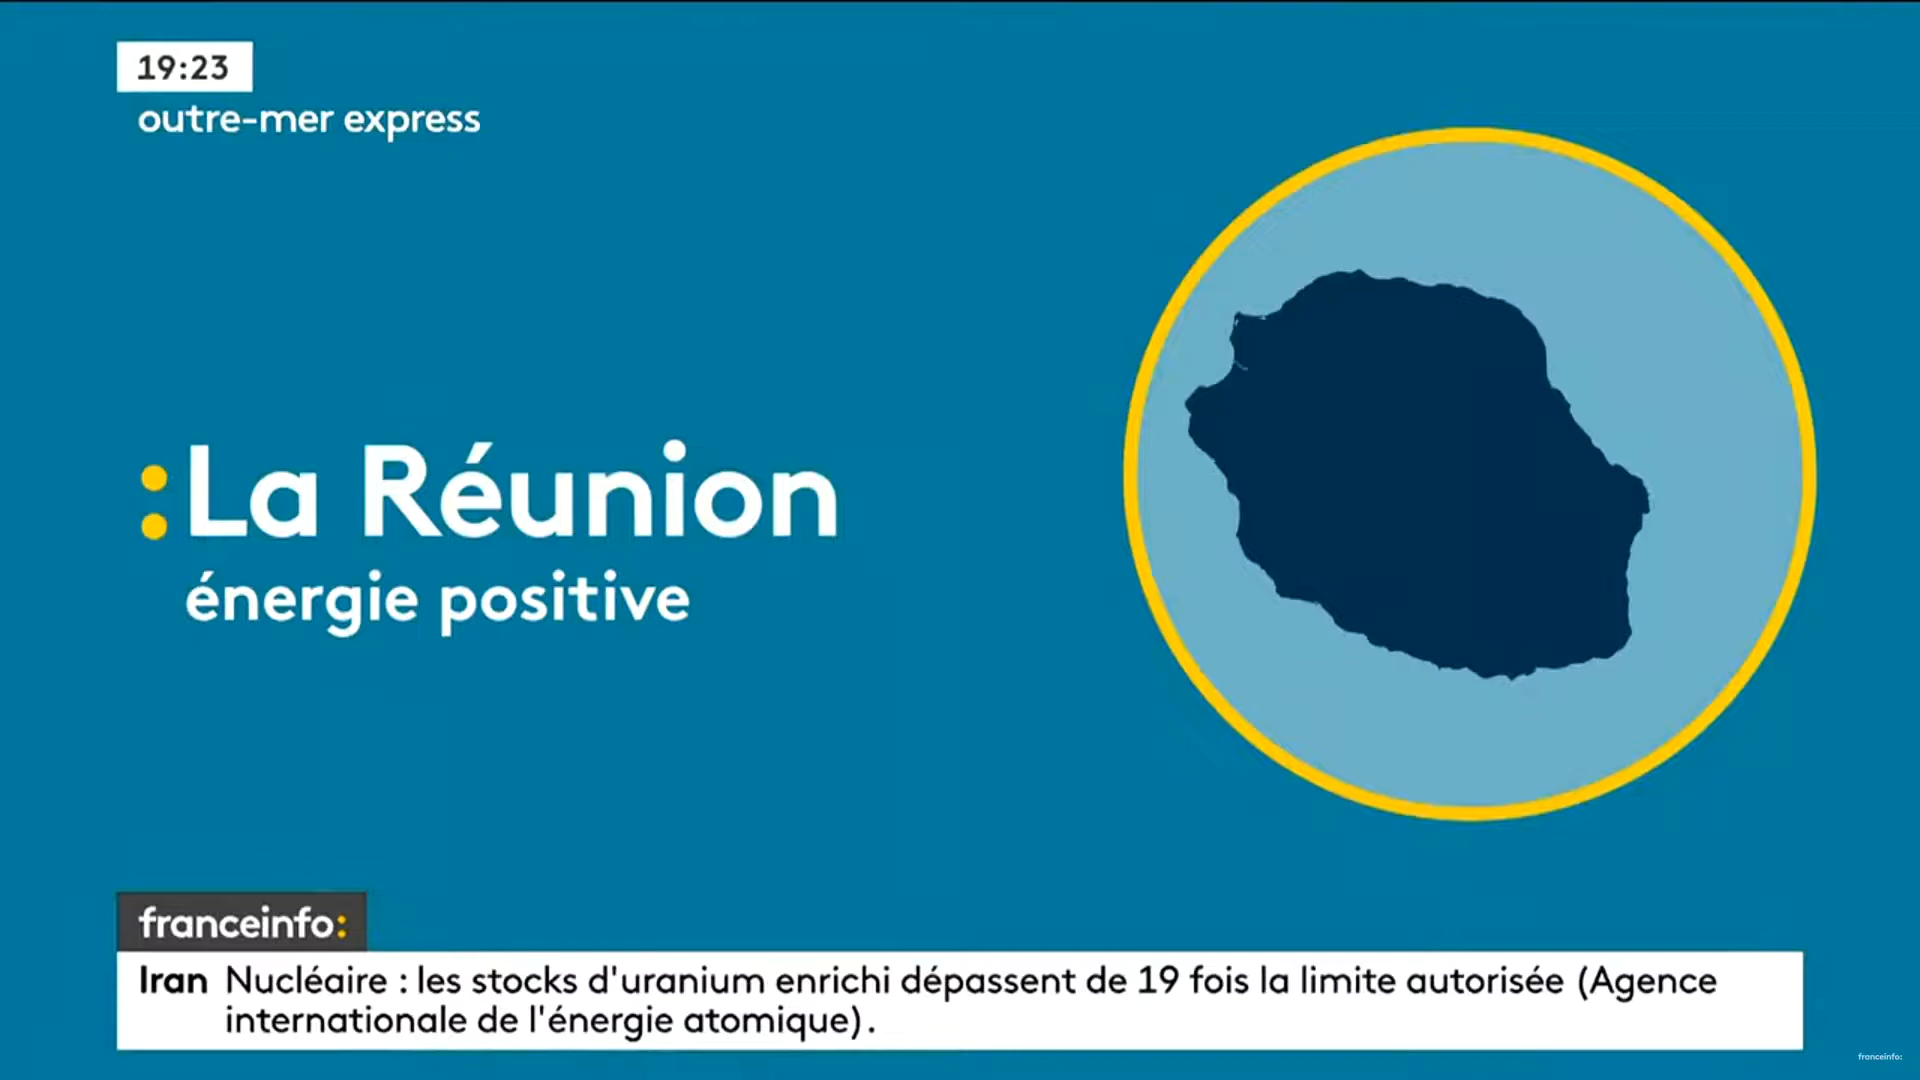 19:23
outre-mer express
:La Réunion
énergie positive
franceinfo:
Iran Nucléaire : les stocks d'uranium enrichi dépassent de 19 fois la limite autorisée (Agence
internationale de l'énergie atomique).
franceinfo: